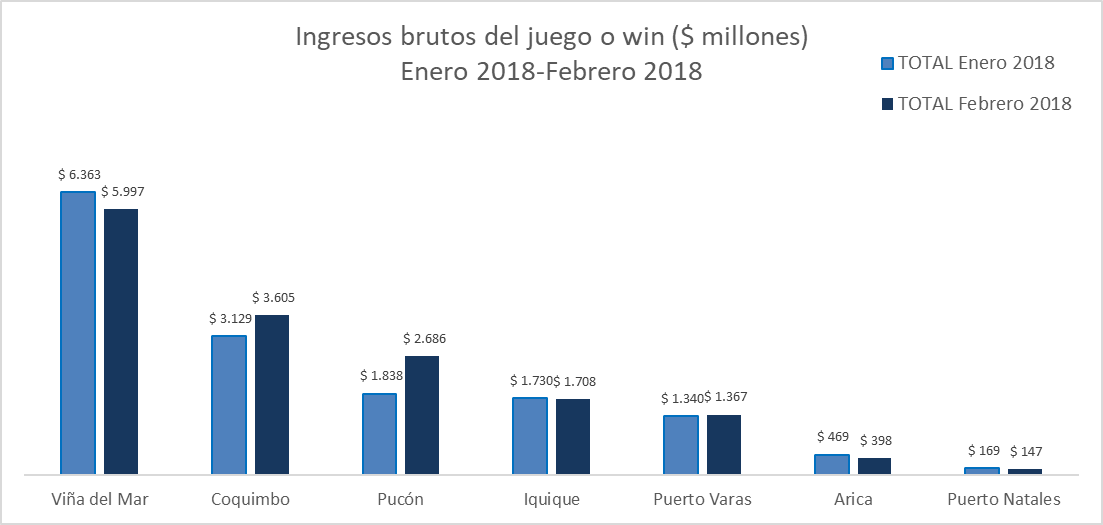 Ingresos brutos del juego o win ($ millones)
Enero 2018-Febrero 2018
TOTAL Enero 2018
TOTAL Febrero 2018
$ 6.363
$ 5.997
$ 3.129
$ 3.605
$ 1.838
$ 2.686
$ 1.730
$ 1.708
$ 1.340
$ 1.367
$ 469
$ 398
$ 169
$ 147
Viña del Mar
Coquimbo
Pucón
Iquique
Puerto Varas
Arica
Puerto Natales